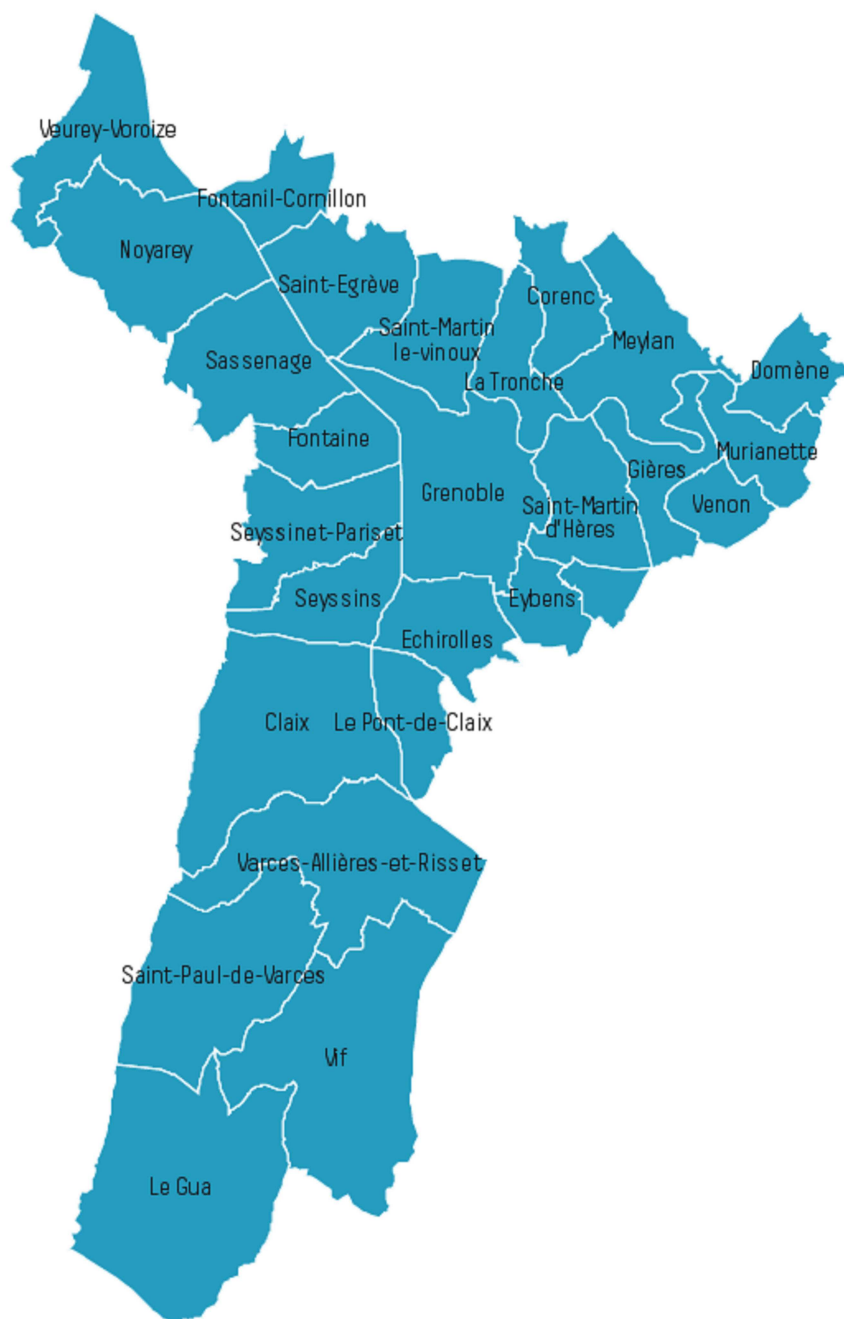 Veurey-Voroize
Fontanil-Cornillon
Noyarey
Saint-Egrève
Corenc
Saint-Martin
le-vinoux
Meylan
Sassenage
La Tronche
Domène
Fontaine
Murianette
Gières
Grenoble
Venon
Saint-Martin
d'Hères
Seyssinet-Pariset
Seyssins
Eybens
Echirolles
Claix
Le Pont-de-Claix
Varces-Allières-et-Risset
Saint-Paul-de-Varces
Vif
Le Gua